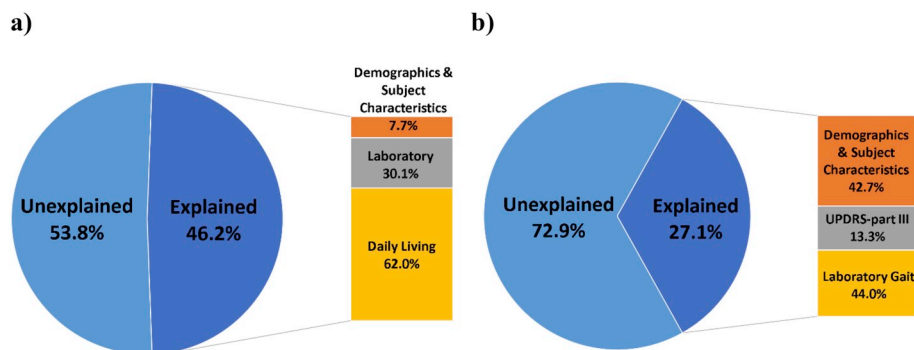 a)
Demographics &
Subject
Characteristics
7.7%
Laboratory
30.1%
Unexplained
53.8%
Explained
46.2%
Daily Living
62.0%
b)
Demographics
& Subject
Characteristics
42.7%
Unexplained
72.9%
Explained
27.1%
UPDRS-part III
13.3%
Laboratory Gait
44.0%